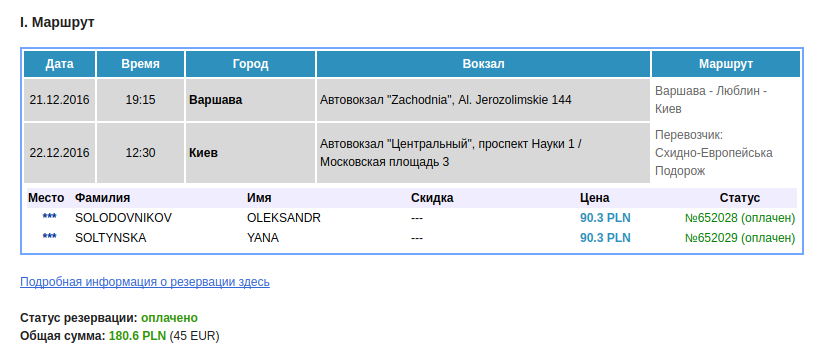 I. Маршрут
Дата Время Город Вокзал Маршрут
21.12.2016 19:15 Варшава Автовокзал "Zachodnia", Al. Jerozolimskie 144 Варшава - Люблин -
Киев
22.12.2016 12:30 Киев Автовокзал "Центральный", проспект Науки 1 /
Московская площадь 3
Перевозчик:
Схидно-Европейська
Подорож
Место Фамилия Имя Скидка Цена Статус
*** SOLODOVNIKOV OLEKSANDR --- 90.3 PLN №652028 (оплачен)
*** SOLTYNSKA YANA --- 90.3 PLN №652029 (оплачен)
Подробная информация о резервации здесь
Статус резервации: оплачено
Общая сумма: 180.6 PLN (45 EUR)